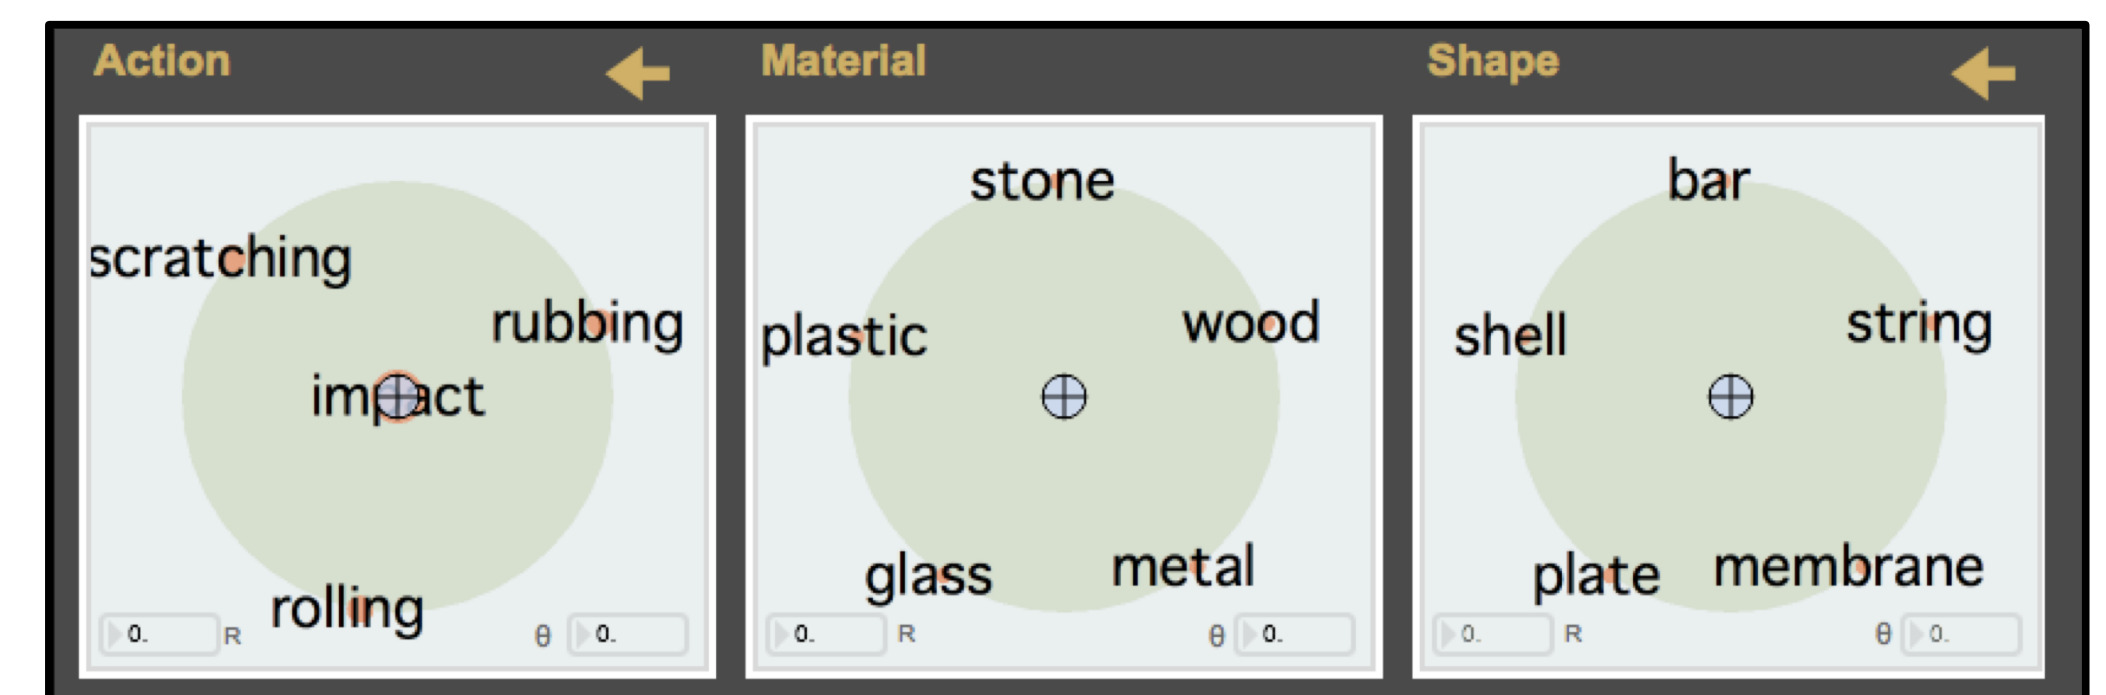 Action
scratching
rubbing
impact
rolling
0. R θ 0.
Material
stone
plastic
wood
glass
metal
0. R θ 0.
Shape
bar
shell
string
plate
membrane
0. R θ 0.